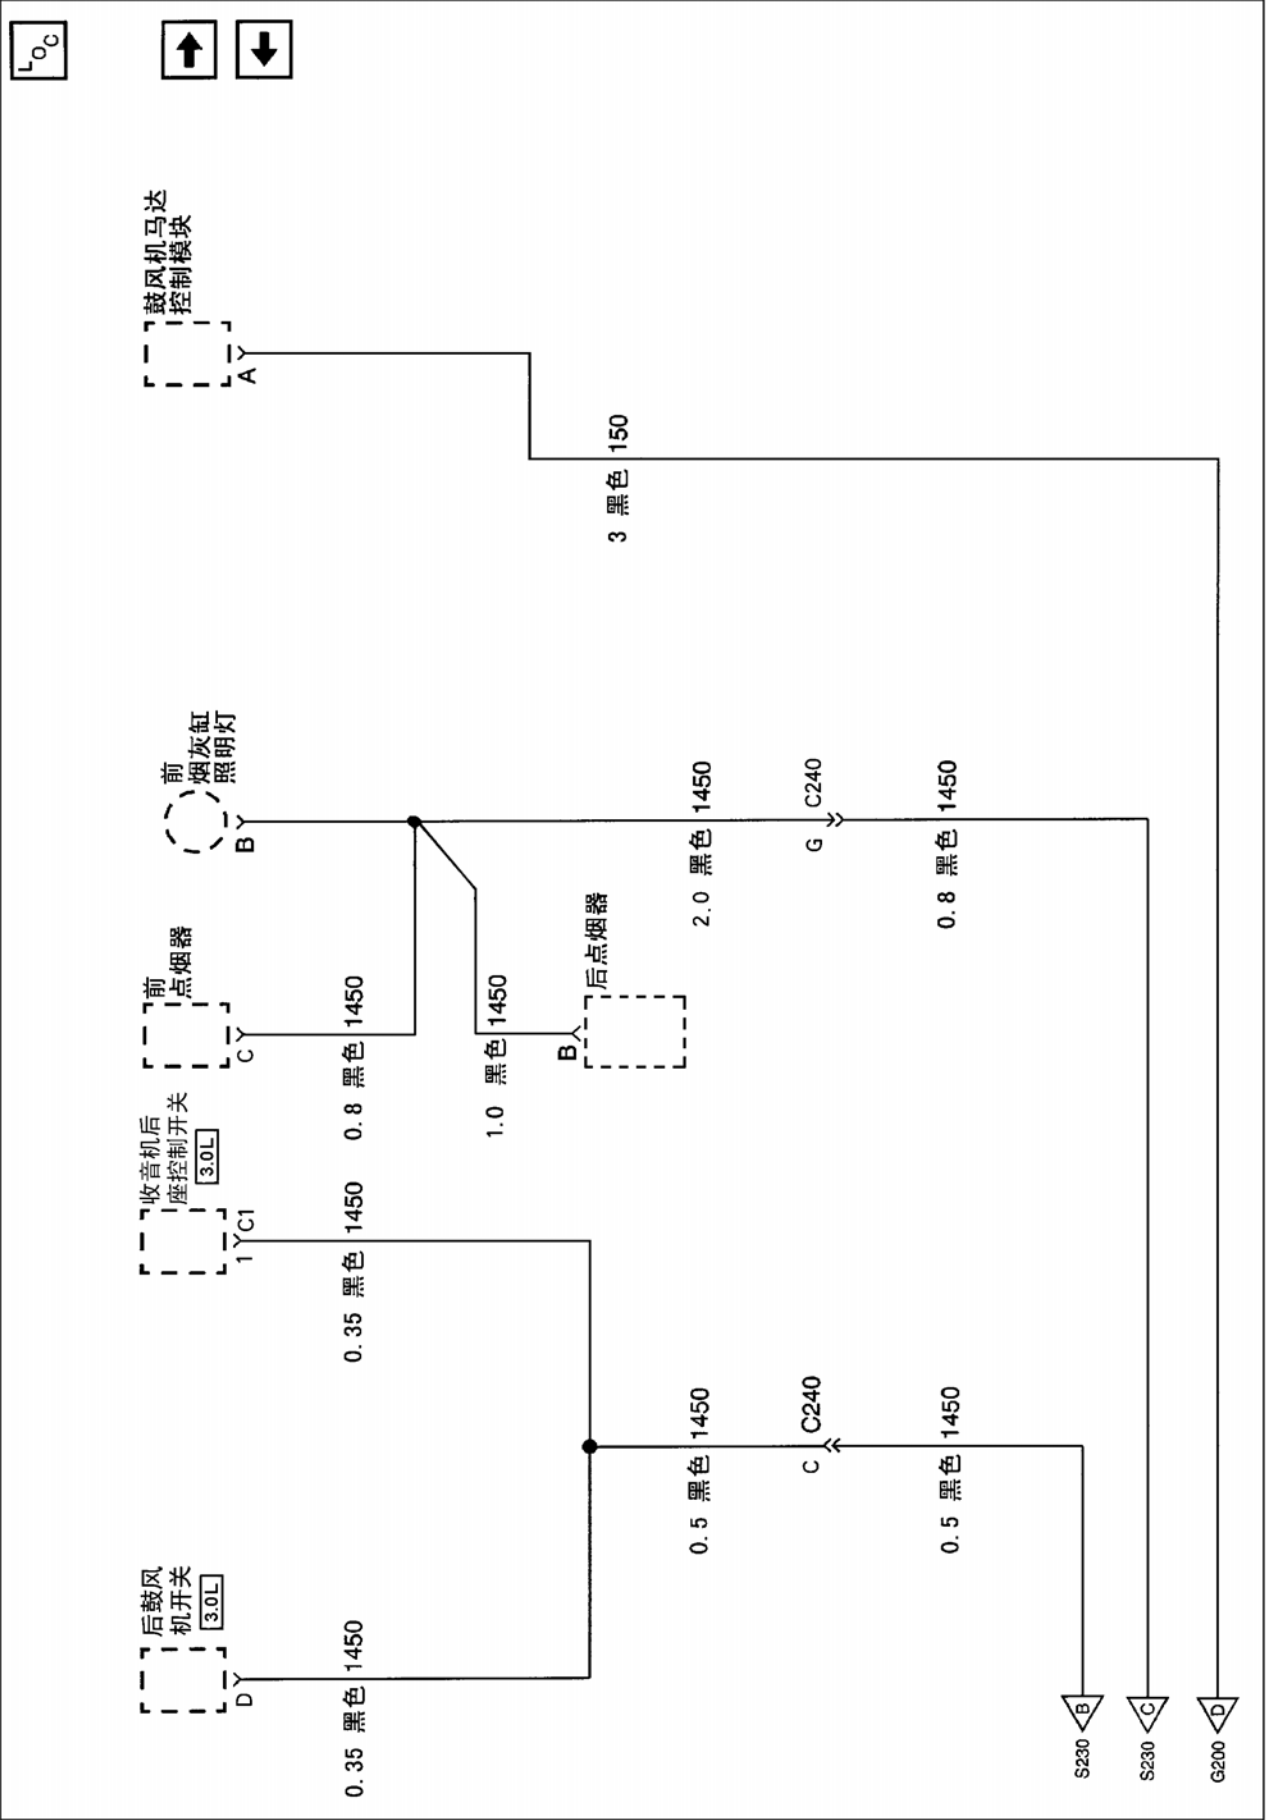 LOC
后鼓风
机开关
3.0L
D
0.35 黑色 1450
收音机后
座控制开关
3.0L
1 C1
0.35 黑色 1450
前
点烟器
C
0.8 黑色 1450
前
烟灰缸
照明灯
B
鼓风机马达
控制模块
A
1.0 黑色 1450
B
后点烟器
3 黑色 150
0.5 黑色 1450
2.0 黑色 1450
C C240
G C240
0.5 黑色 1450
0.8 黑色 1450
S230 B
S230 C
G200 D